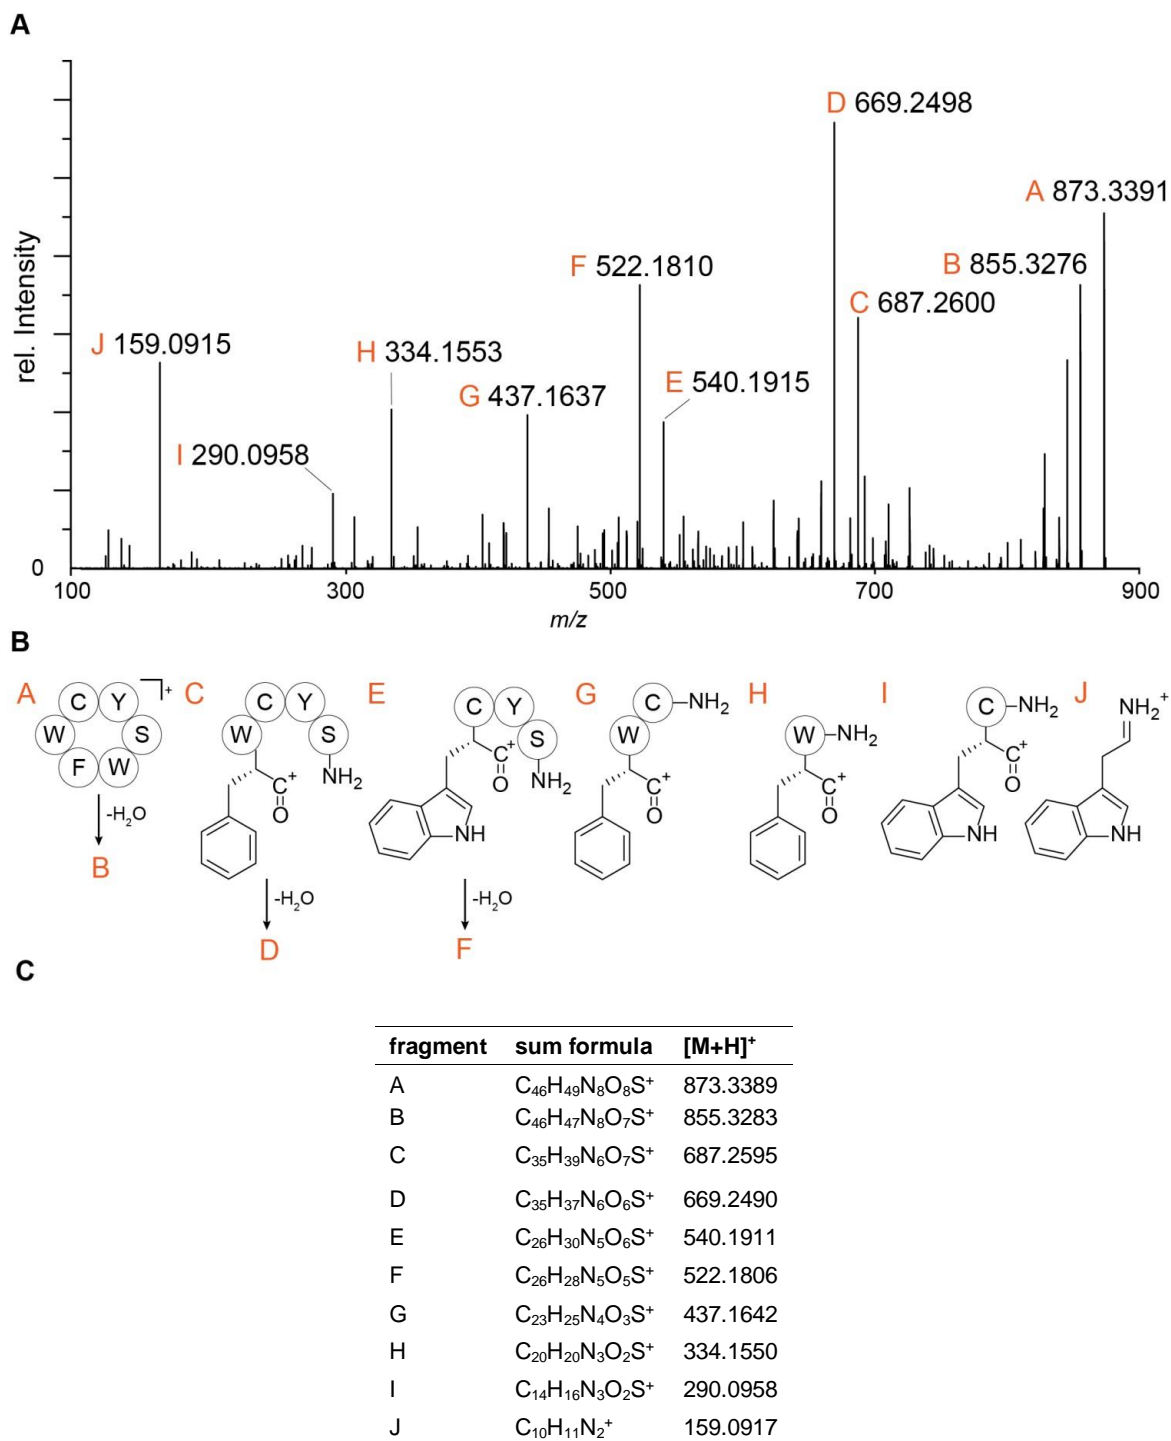 A
rel. Intensity
D 669.2498
A 873.3391
F 522.1810
B 855.3276
C 687.2600
J 159.0915
H 334.1553
G 437.1637
E 540.1915
I 290.0958
0
100 300 500 700 900
m/z
B
A C Y W S F W ⁺
-H₂O
B
C W C Y S NH₂ C⁺ O
-H₂O
D
E C Y S NH₂ C⁺ O NH
-H₂O
F
G C–NH₂ W C⁺ O
H W–NH₂ C⁺ O
I C–NH₂ C⁺ O NH
J NH₂⁺ NH
C
fragment sum formula [M+H]⁺
A C₄₆H₄₉N₈O₈S⁺ 873.3389
B C₄₆H₄₇N₈O₇S⁺ 855.3283
C C₃₅H₃₉N₆O₇S⁺ 687.2595
D C₃₅H₃₇N₆O₆S⁺ 669.2490
E C₂₆H₃₀N₅O₆S⁺ 540.1911
F C₂₆H₂₈N₅O₅S⁺ 522.1806
G C₂₃H₂₅N₄O₃S⁺ 437.1642
H C₂₀H₂₀N₃O₂S⁺ 334.1550
I C₁₄H₁₆N₃O₂S⁺ 290.0958
J C₁₀H₁₁N₂⁺ 159.0917